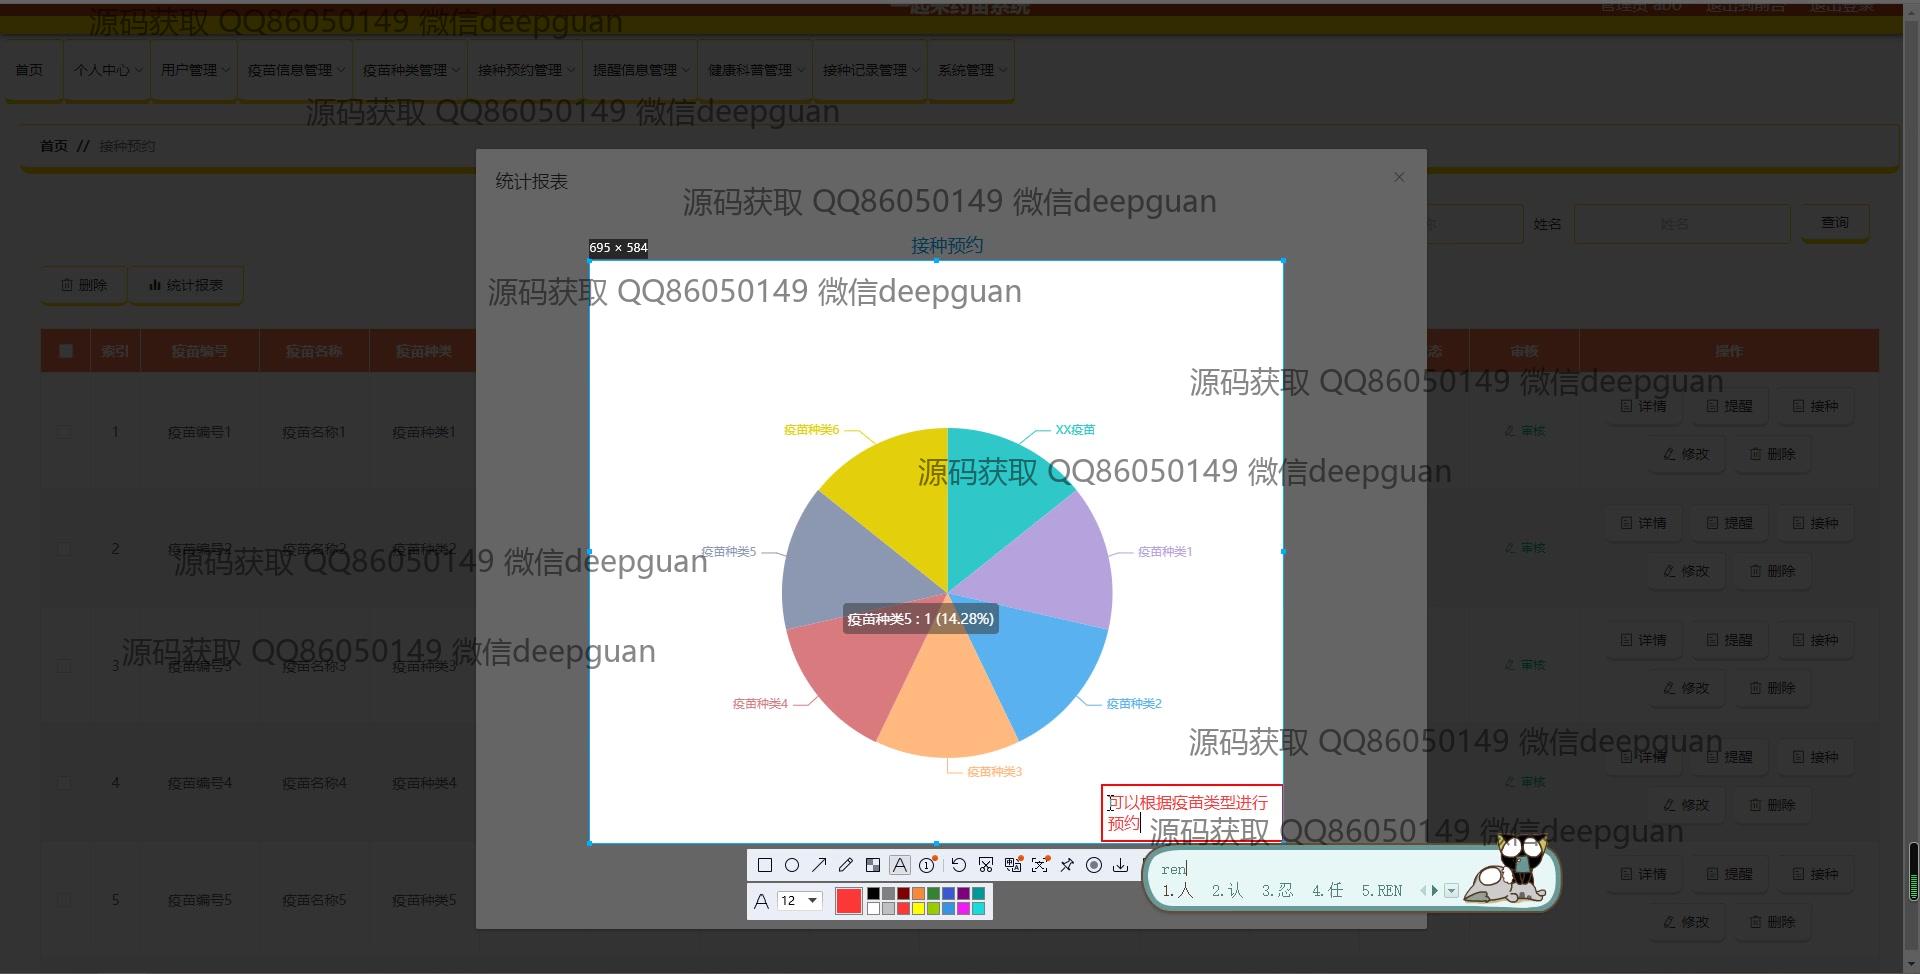 一起来约苗系统
管理员 abo 退出到前台 退出登录
源码获取 QQ86050149 微信deepguan
首页 个人中心 用户管理 疫苗信息管理 疫苗种类管理 接种预约管理 提醒信息管理 健康科普管理 接种记录管理 系统管理
源码获取 QQ86050149 微信deepguan
首页 // 接种预约
统计报表
源码获取 QQ86050149 微信deepguan
姓名 姓名 查询
接种预约
695 × 584
删除 统计报表
源码获取 QQ86050149 微信deepguan
索引 疫苗编号 疫苗名称 疫苗种类 态 审核 操作
源码获取 QQ86050149 微信deepguan
1 疫苗编号1 疫苗名称1 疫苗种类1 审核 详情 提醒 接种
修改 删除
疫苗种类6 XX疫苗
源码获取 QQ86050149 微信deepguan
2 疫苗编号2 疫苗名称2 疫苗种类2 审核 详情 提醒 接种
修改 删除
疫苗种类5 疫苗种类1
源码获取 QQ86050149 微信deepguan
疫苗种类5 : 1 (14.28%)
源码获取 QQ86050149 微信deepguan
3 疫苗编号3 疫苗名称3 疫苗种类3 审核 详情 提醒 接种
修改 删除
疫苗种类4 疫苗种类2
源码获取 QQ86050149 微信deepguan
4 疫苗编号4 疫苗名称4 疫苗种类4 审核 详情 提醒 接种
修改 删除
疫苗种类3
可以根据疫苗类型进行
预约
源码获取 QQ86050149 微信deepguan
ren
1.人 2.认 3.忍 4.任 5.REN
5 疫苗编号5 疫苗名称5 疫苗种类5 详情 提醒 接种
修改 删除
A 12